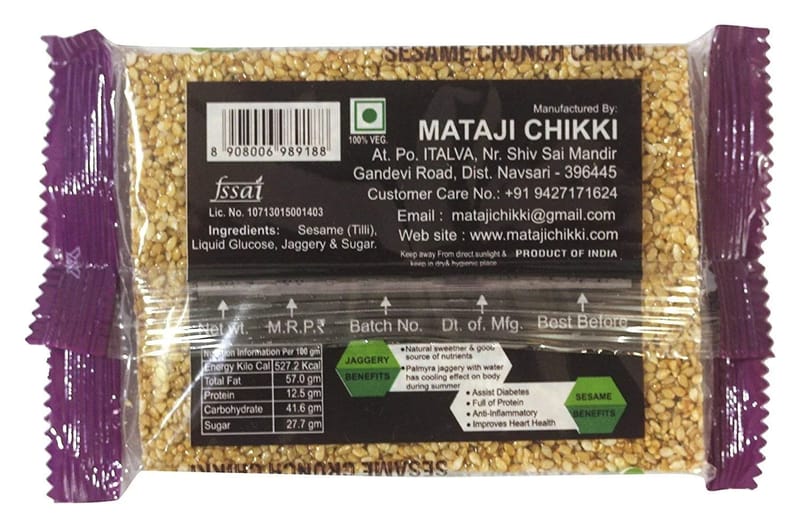 SESAME CRUNCH CHIKKI
8 908006 989188
100% VEG.
Manufactured By:
MATAJI CHIKKI
At. Po. ITALVA, Nr. Shiv Sai Mandir
Gandevi Road, Dist. Navsari - 396445
Customer Care No.: +91 9427171624
Email : matajichikki@gmail.com
Web site : www.matajichikki.com
fssai
Lic. No. 10713015001403
Ingredients: Sesame (Tilli),
Liquid Glucose, Jaggery & Sugar.
Keep away From direct sunlight &
keep in dry& hygienic place
PRODUCT OF INDIA
Net wt. M.R.P.₹ Batch No. Dt. of Mfg. Best Before
Nutrition Information Per 100 gm
Energy Kilo Cal 527.2 Kcal
Total Fat 57.0 gm
Protein 12.5 gm
Carbohydrate 41.6 gm
Sugar 27.7 gm
JAGGERY
BENEFITS
•Natural sweetner & good
source of nutrients
•Palmyra jaggery with water
has cooling effect on body
during summer
• Assist Diabetes
• Full of Protein
• Anti-Inflammatory
• Improves Heart Health
SESAME
BENEFITS
SESAME CRUNCH CHIKKI